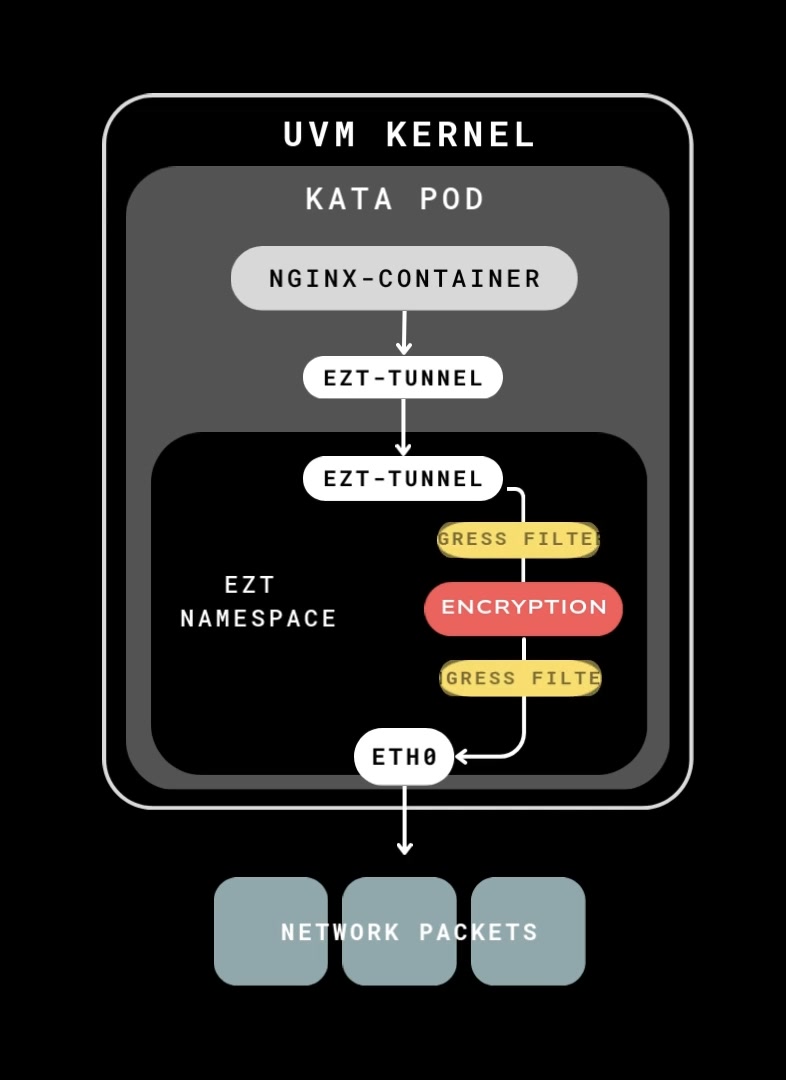 UVM KERNEL
KATA POD
NGINX-CONTAINER
EZT-TUNNEL
EZT-TUNNEL
GRESS FILTER
EZT
NAMESPACE
ENCRYPTION
GRESS FILTE
ETH0
NETWORK PACKETS